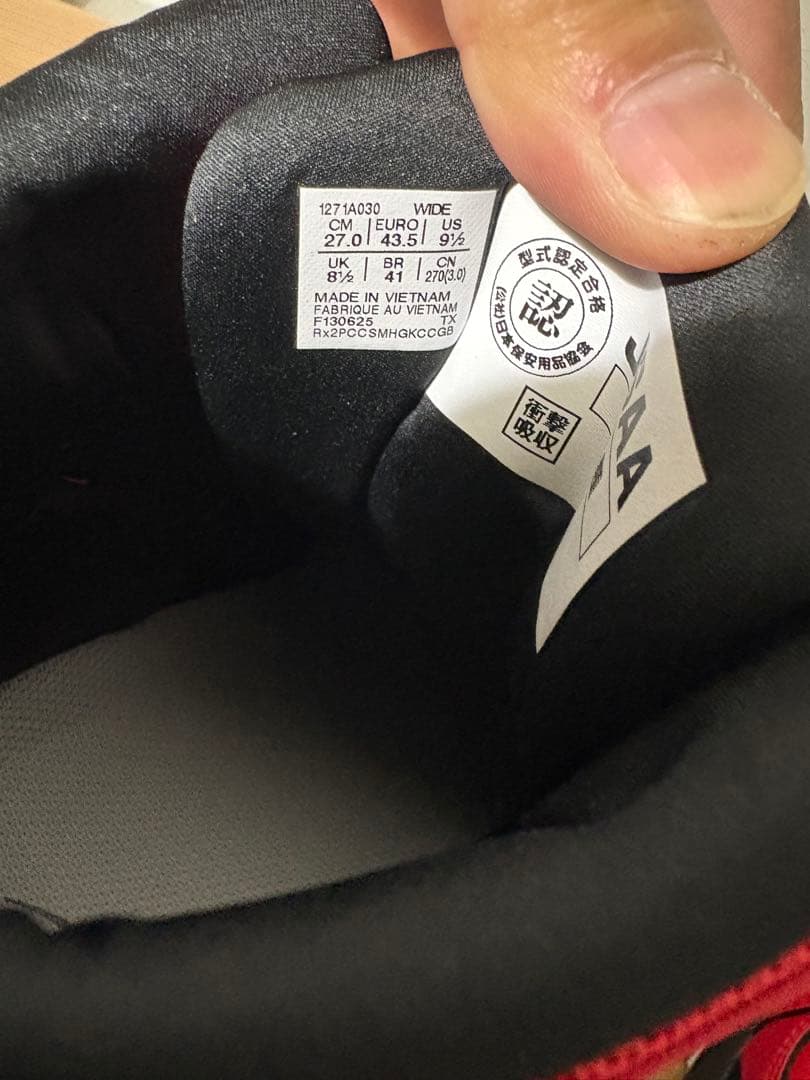 1271A030 WIDE
CM EURO US
27.0 43.5 9½
UK BR CN
8½ 41 270(3.0)
MADE IN VIETNAM
FABRIQUE AU VIETNAM
F130625 TX
Rx2PCCSMHGKCCGB
型式認定合格
認
(公社)日本保安用品協会
衝撃
吸収
JSAA